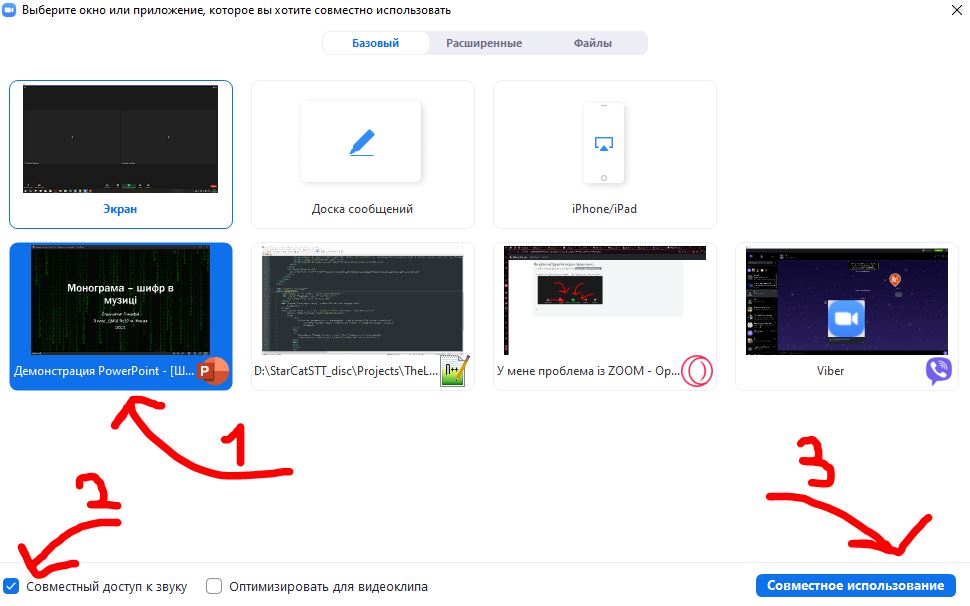 Выберите окно или приложение, которое вы хотите совместно использовать
Базовый
Расширенные
Файлы
Экран
Доска сообщений
iPhone/iPad
Монограма – шифр в
музиці
2023
Демонстрация PowerPoint - [Ш...
D:\StarCatSTT_disc\Projects\TheL...
У мене проблема із ZOOM - Op...
Viber
1
2
3
Совместный доступ к звуку
Оптимизировать для видеоклипа
Совместное использование